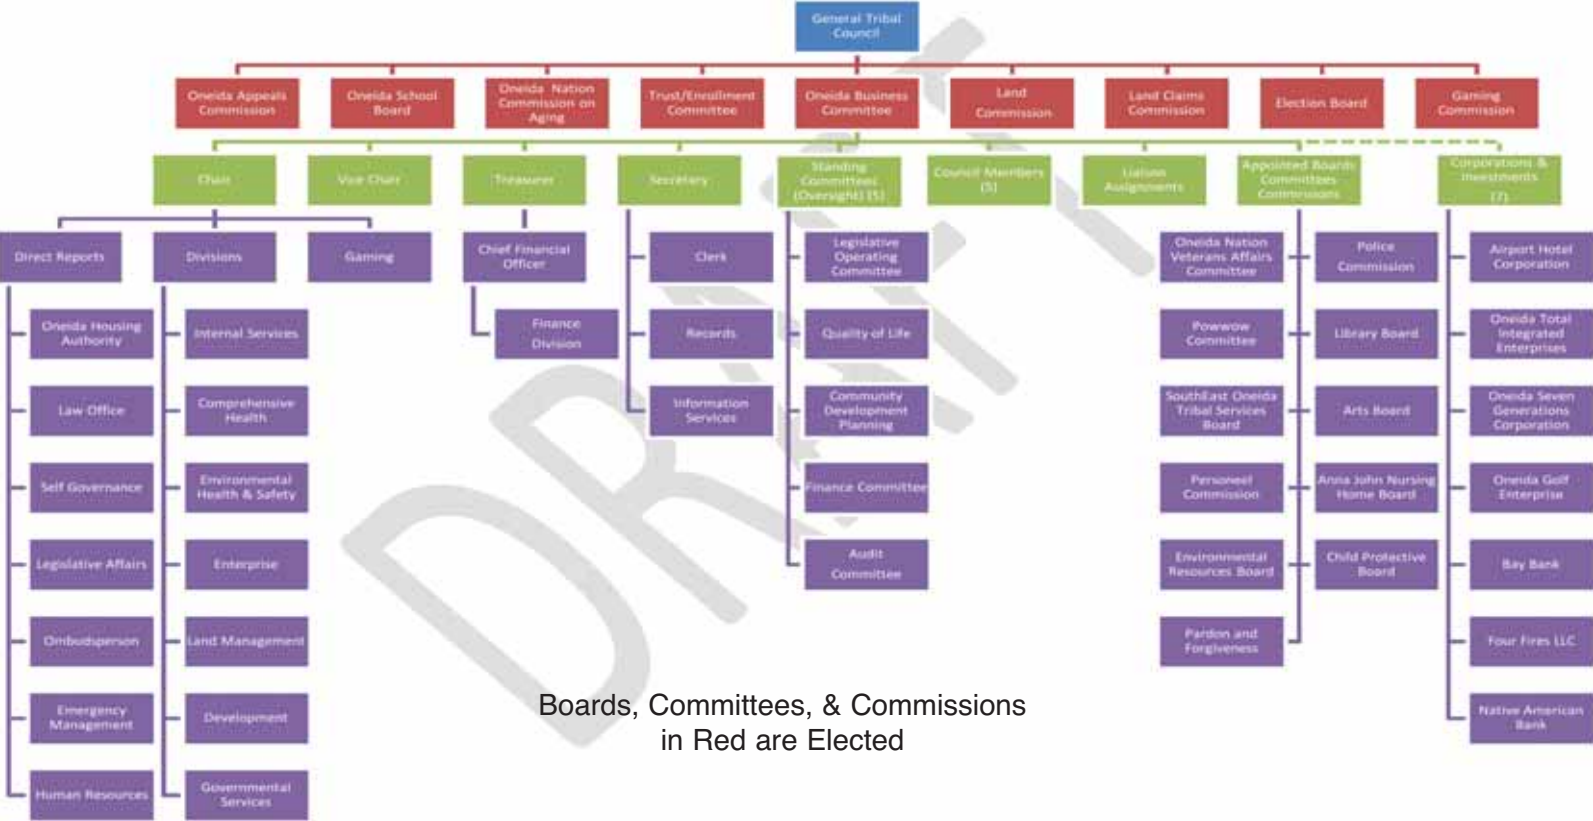 General Tribal
Council
Oneida Appeals
Commission
Oneida School
Board
Oneida Nation
Commission on
Aging
Trust/Enrollment
Committee
Oneida Business
Committee
Land
Commission
Land Claims
Commission
Election Board
Gaming
Commission
Chair
Vice Chair
Treasurer
Secretary
Standing
Committees
(Oversight) (5)
Council Members
(5)
Liaison
Assignments
Appointed Boards
Committees
Commissions
Corporations &
Investments
(7)
Direct Reports
Divisions
Gaming
Chief Financial
Officer
Clerk
Legislative
Operating
Committee
Oneida Nation
Veterans Affairs
Committee
Police
Commission
Airport Hotel
Corporation
Oneida Housing
Authority
Internal Services
Finance
Division
Records
Quality of Life
Powwow
Committee
Library Board
Oneida Total
Integrated
Enterprises
Law Office
Comprehensive
Health
Information
Services
Community
Development
Planning
SouthEast Oneida
Tribal Services
Board
Arts Board
Oneida Seven
Generations
Corporation
Self Governance
Environmental
Health & Safety
Finance Committee
Personeel
Commission
Anna John Nursing
Home Board
Oneida Golf
Enterprise
Legislative Affairs
Enterprise
Audit
Committee
Environmental
Resources Board
Child Protective
Board
Bay Bank
Ombudsperson
Land Management
Pardon and
Forgiveness
Four Fires LLC
Emergency
Management
Development
Native American
Bank
Human Resources
Governmental
Services
Boards, Committees, & Commissions
in Red are Elected
DRAFT